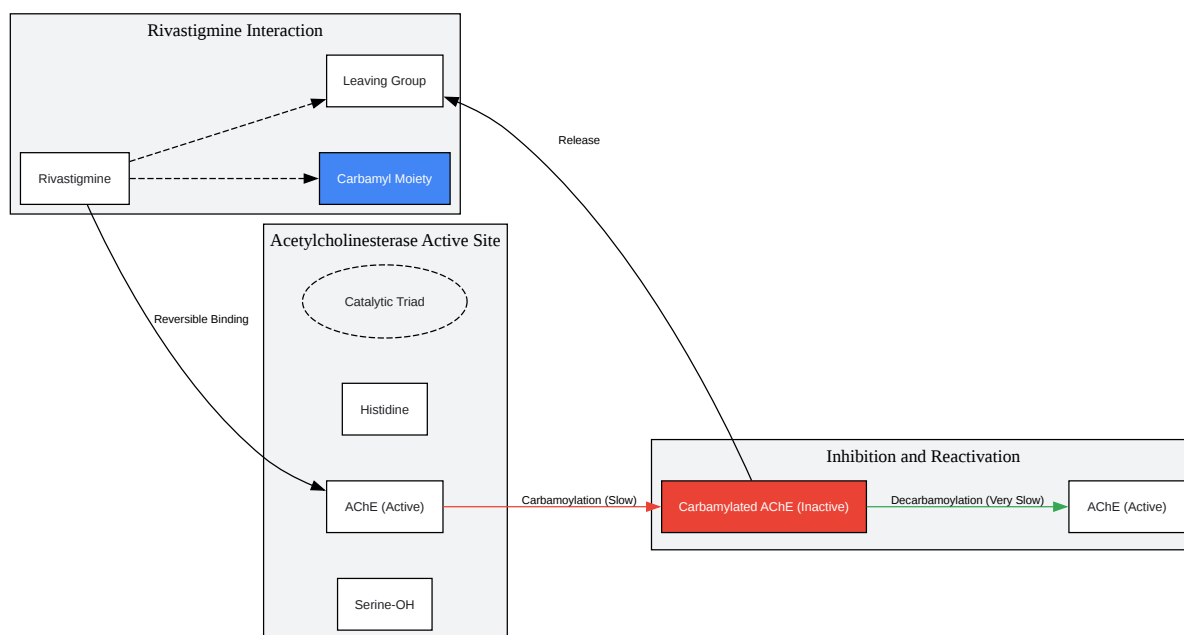 Rivastigmine Interaction
Leaving Group
Release
Rivastigmine
Carbamyl Moiety
Acetylcholinesterase Active Site
Catalytic Triad
Reversible Binding
Histidine
Inhibition and Reactivation
AChE (Active)
Carbamoylation (Slow)
Carbamylated AChE (Inactive)
Decarbamoylation (Very Slow)
AChE (Active)
Serine-OH